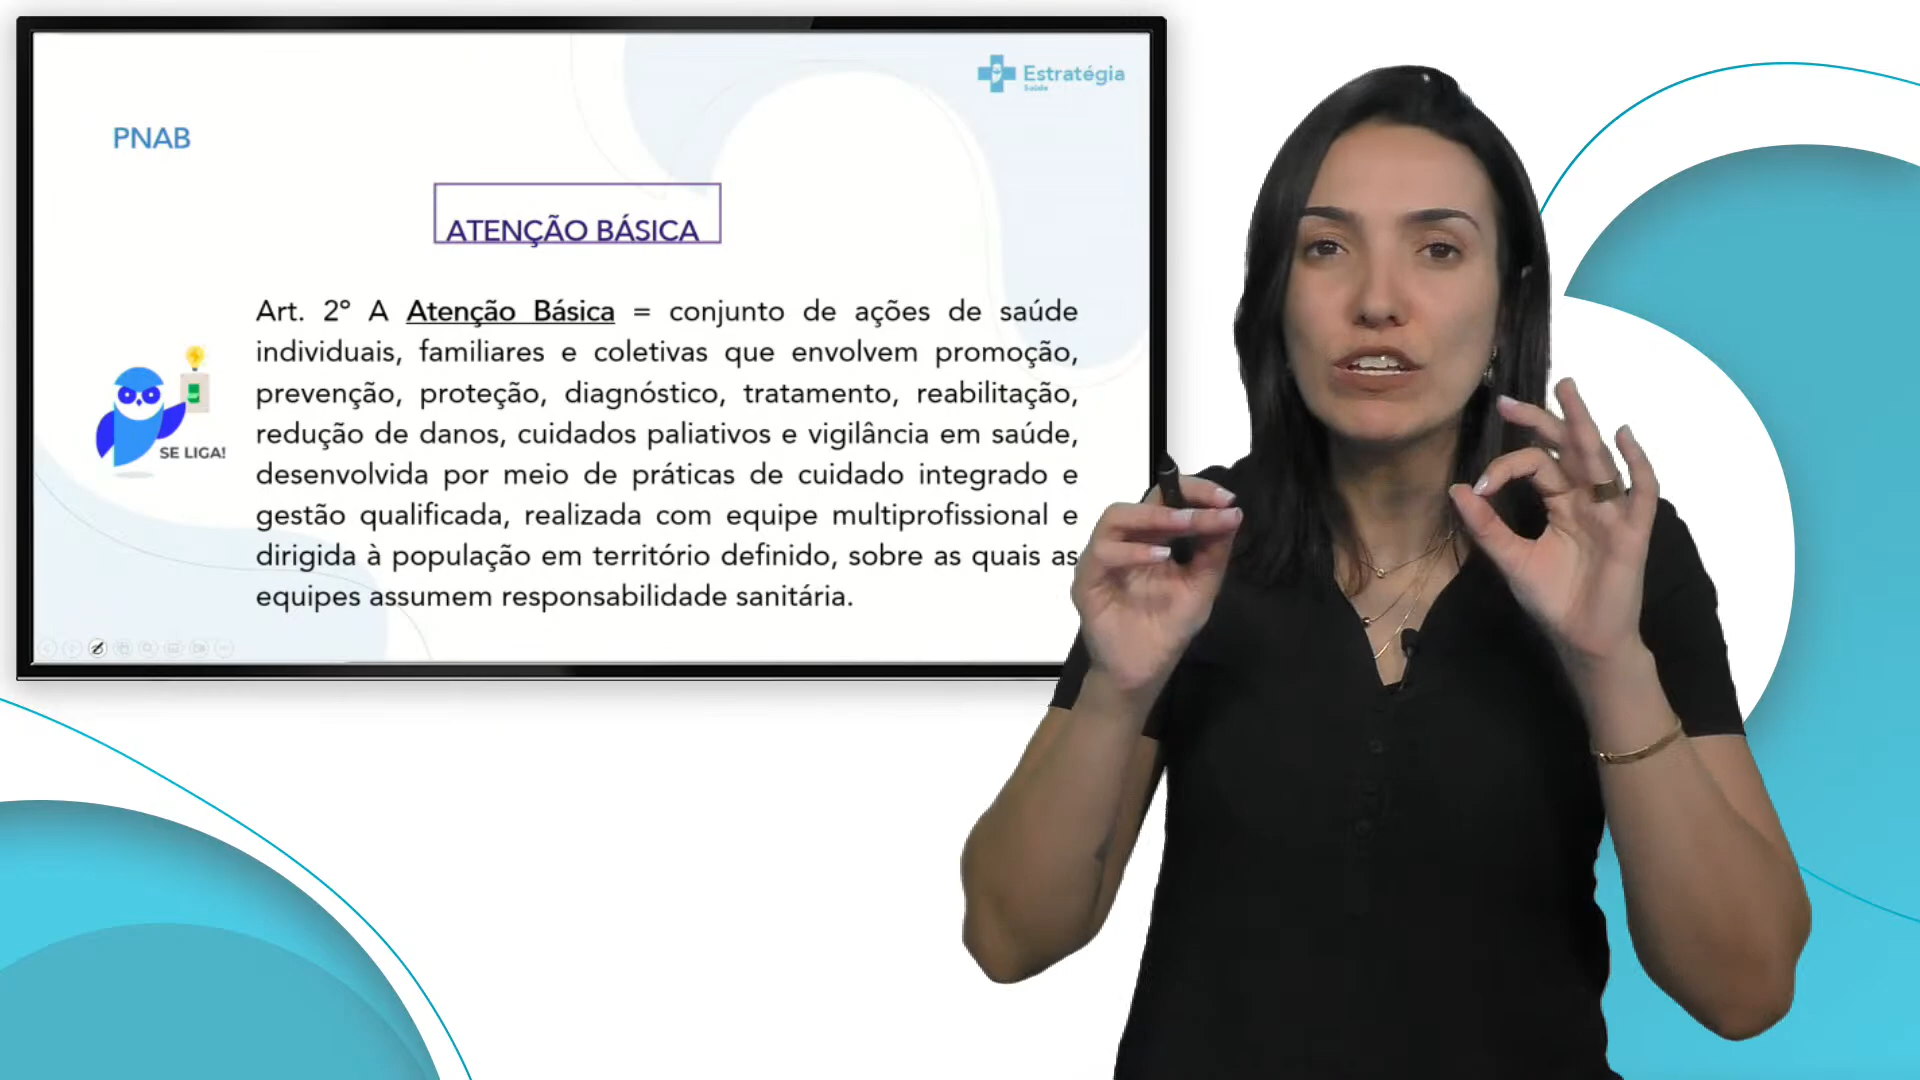 Estratégia
Saúde
PNAB
ATENÇÃO BÁSICA
Art. 2º A Atenção Básica = conjunto de ações de saúde
individuais, familiares e coletivas que envolvem promoção,
prevenção, proteção, diagnóstico, tratamento, reabilitação,
redução de danos, cuidados paliativos e vigilância em saúde,
desenvolvida por meio de práticas de cuidado integrado e
gestão qualificada, realizada com equipe multiprofissional e
dirigida à população em território definido, sobre as quais as
equipes assumem responsabilidade sanitária.
SE LIGA!